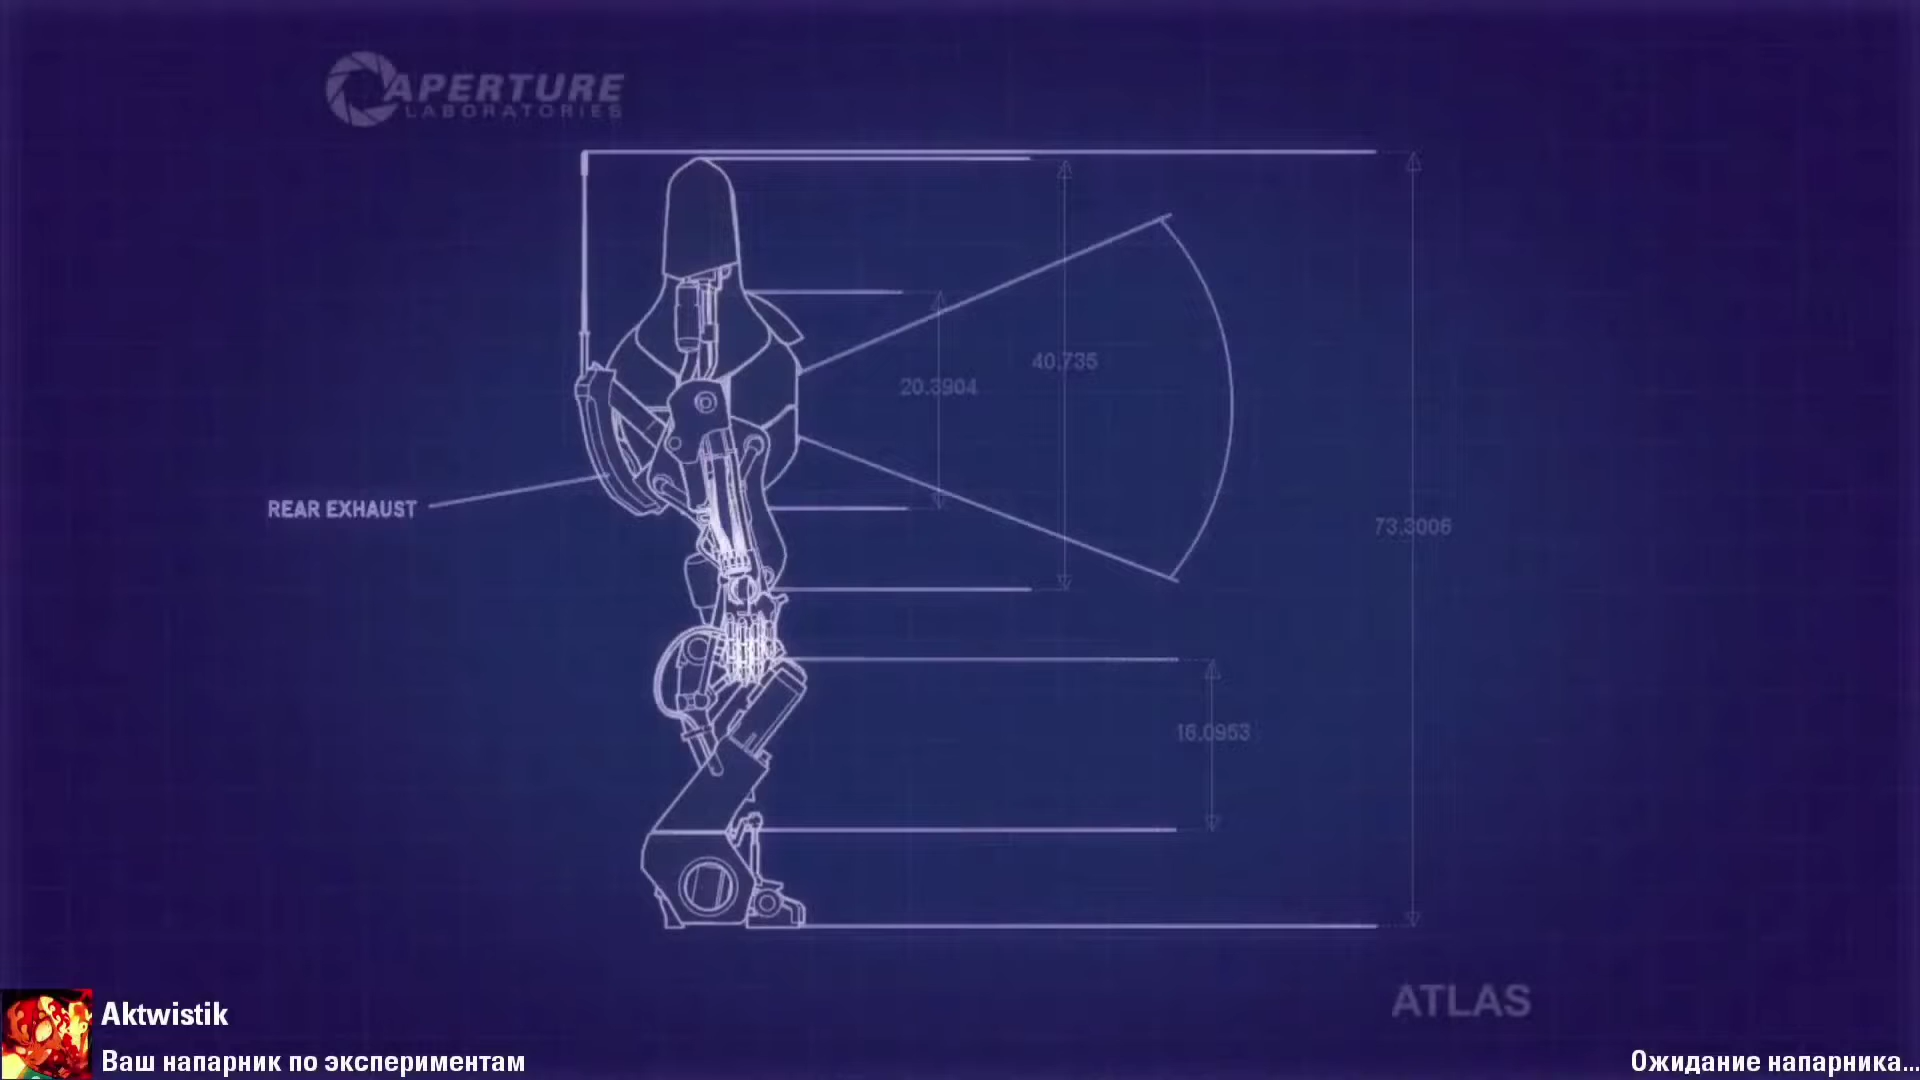 APERTURE
LABORATORIES
40.735
20.3904
REAR EXHAUST
73.3006
16.0953
ATLAS
Aktwistik
Ваш напарник по экспериментам
Ожидание напарника...